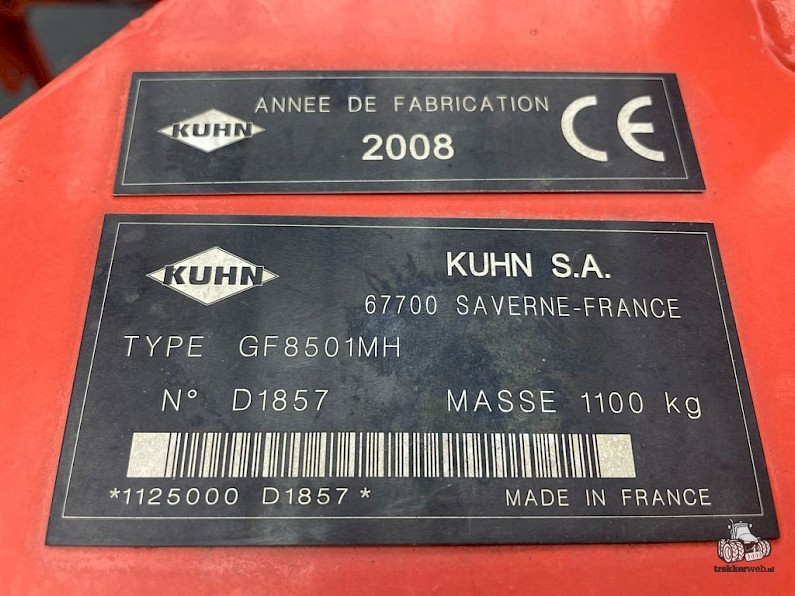 KUHN
ANNEE DE FABRICATION
2008
CE
KUHN
KUHN S.A.
67700 SAVERNE-FRANCE
TYPE GF8501MH
N° D1857 MASSE 1100 kg
*1125000 D1857*
MADE IN FRANCE
trekkerweb.nl